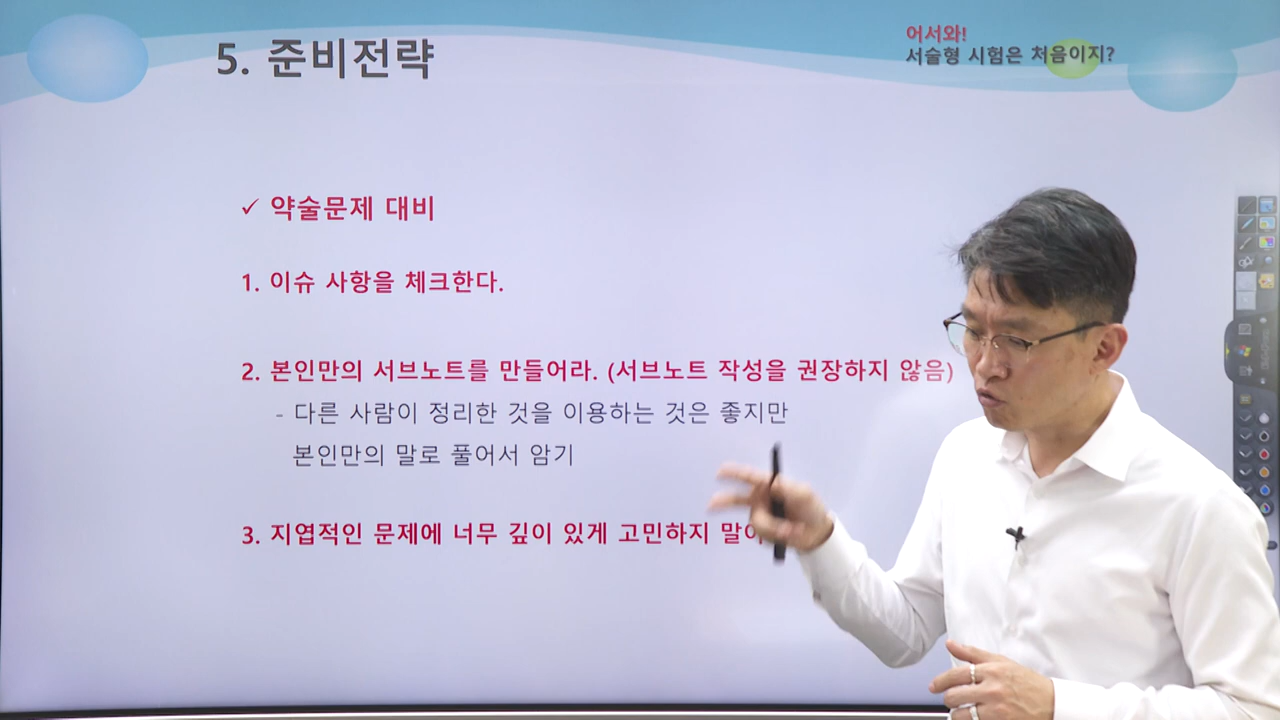 5. 준비전략
어서와!
서술형 시험은 처음이지?
✓ 약술문제 대비
1. 이슈 사항을 체크한다.
2. 본인만의 서브노트를 만들어라. (서브노트 작성을 권장하지 않음)
- 다른 사람이 정리한 것을 이용하는 것은 좋지만
본인만의 말로 풀어서 암기
3. 지엽적인 문제에 너무 깊이 있게 고민하지